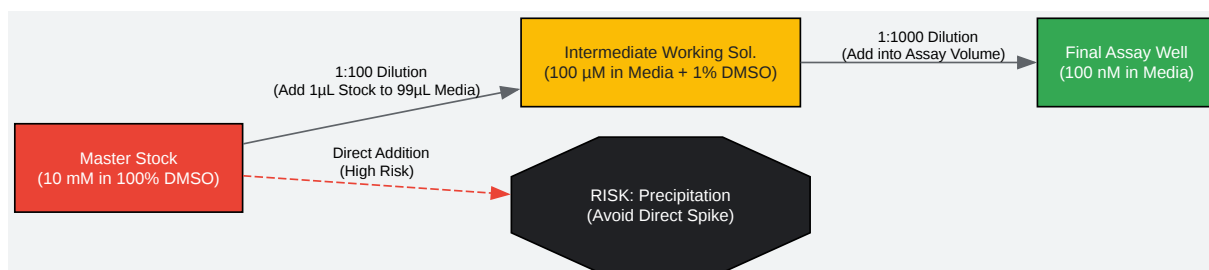 Master Stock
(10 mM in 100% DMSO)
1:100 Dilution
(Add 1µL Stock to 99µL Media)
Intermediate Working Sol.
(100 µM in Media + 1% DMSO)
1:1000 Dilution
(Add into Assay Volume)
Final Assay Well
(100 nM in Media)
Direct Addition
(High Risk)
RISK: Precipitation
(Avoid Direct Spike)